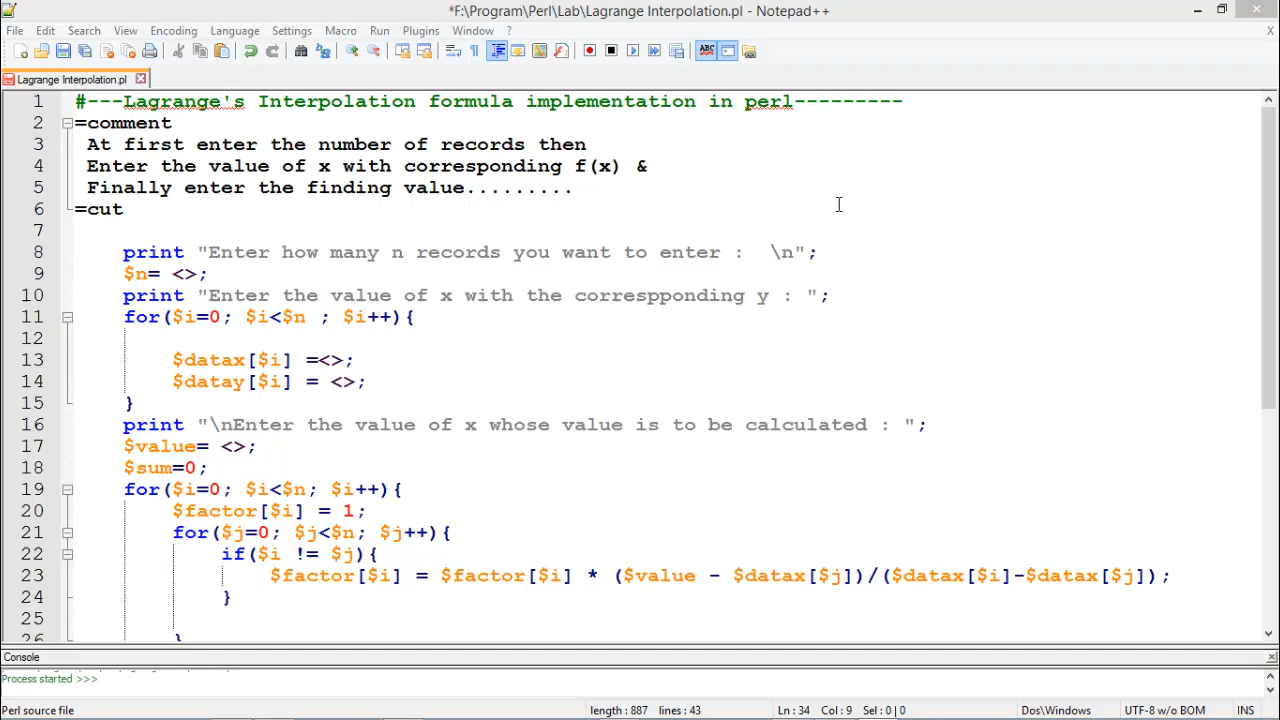 *F:\Program\Perl\Lab\Lagrange Interpolation.pl - Notepad++
File Edit Search View Encoding Language Settings Macro Run Plugins Window ? X
Lagrange Interpolation.pl
1 #---Lagrange's Interpolation formula implementation in perl---------
2 =comment
3 At first enter the number of records then
4 Enter the value of x with corresponding f(x) &
5 Finally enter the finding value.........
6 =cut
7
8 print "Enter how many n records you want to enter :  \n";
9 $n= <>;
10 print "Enter the value of x with the correspponding y : ";
11 for($i=0; $i<$n ; $i++){
12
13 $datax[$i] =<>;
14 $datay[$i] = <>;
15 }
16 print "\nEnter the value of x whose value is to be calculated : ";
17 $value= <>;
18 $sum=0;
19 for($i=0; $i<$n; $i++){
20 $factor[$i] = 1;
21 for($j=0; $j<$n; $j++){
22 if($i != $j){
23 $factor[$i] = $factor[$i] * ($value - $datax[$j])/($datax[$i]-$datax[$j]);
24 }
25
26 }
Console
Process started >>>
Perl source file length : 887 lines : 43 Ln : 34 Col : 9 Sel : 0 | 0 Dos\Windows UTF-8 w/o BOM INS